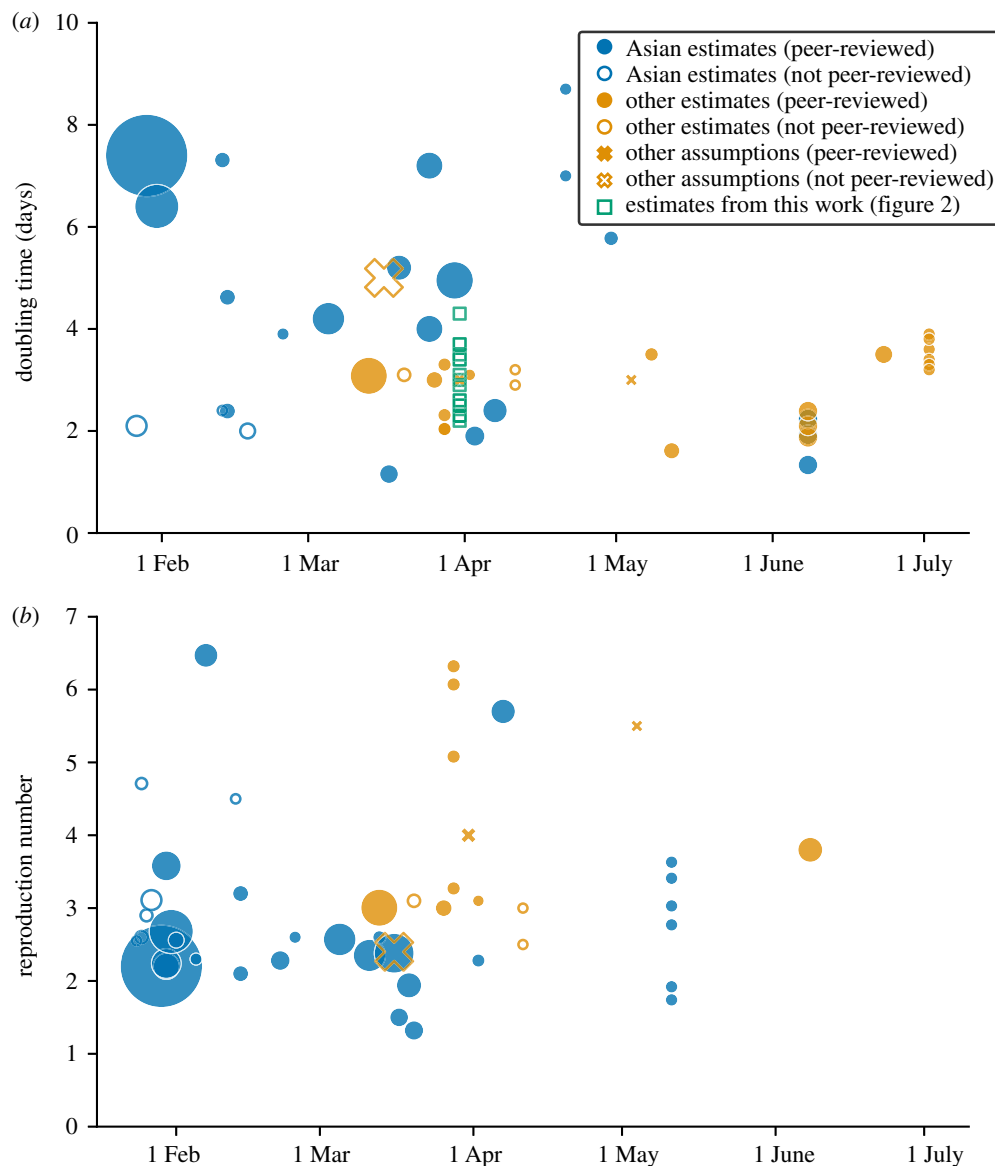 (a)
10
8
6
4
2
0
doubling time (days)
Asian estimates (peer-reviewed)
Asian estimates (not peer-reviewed)
other estimates (peer-reviewed)
other estimates (not peer-reviewed)
other assumptions (peer-reviewed)
other assumptions (not peer-reviewed)
estimates from this work (figure 2)
1 Feb
1 Mar
1 Apr
1 May
1 June
1 July
(b)
7
6
5
4
3
2
1
0
reproduction number
1 Feb
1 Mar
1 Apr
1 May
1 June
1 July